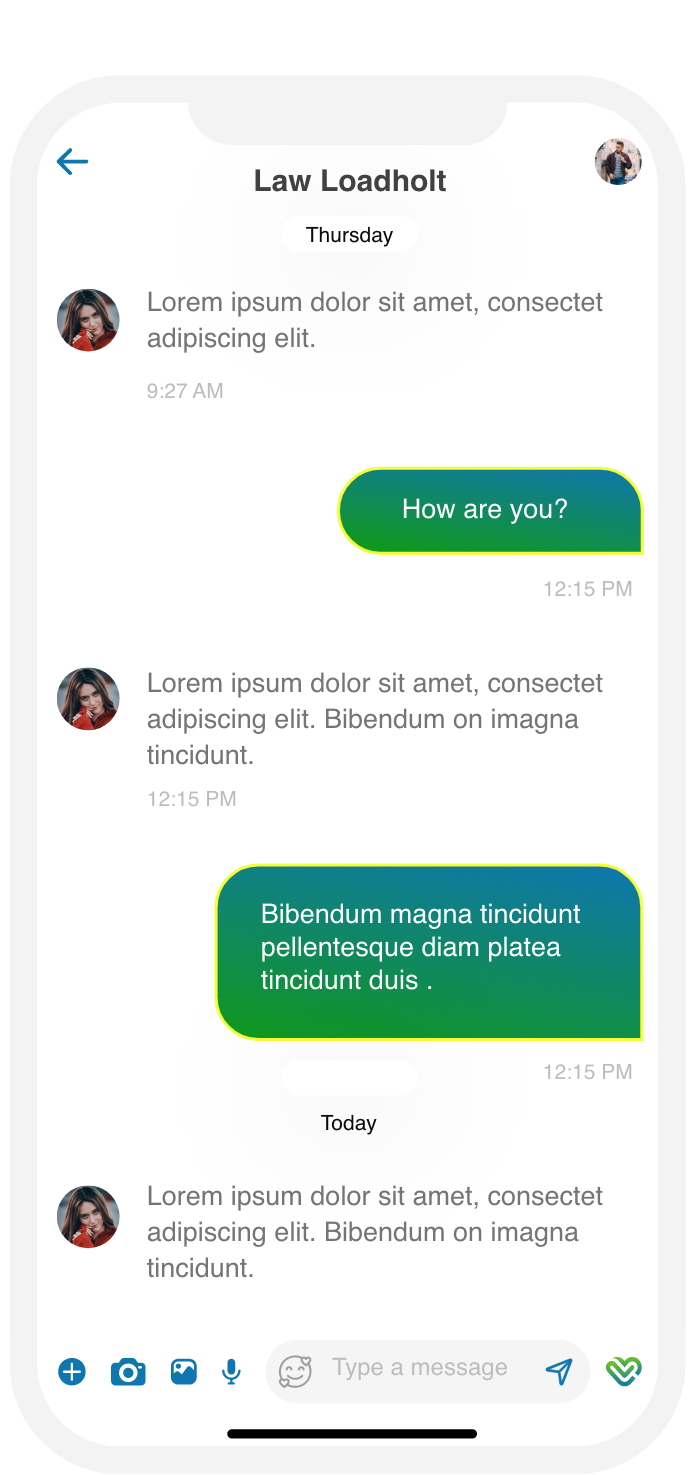 Law Loadholt
Thursday
Lorem ipsum dolor sit amet, consectet
adipiscing elit.
9:27 AM
How are you?
12:15 PM
Lorem ipsum dolor sit amet, consectet
adipiscing elit. Bibendum on imagna
tincidunt.
12:15 PM
Bibendum magna tincidunt
pellentesque diam platea
tincidunt duis .
12:15 PM
Today
Lorem ipsum dolor sit amet, consectet
adipiscing elit. Bibendum on imagna
tincidunt.
Type a message